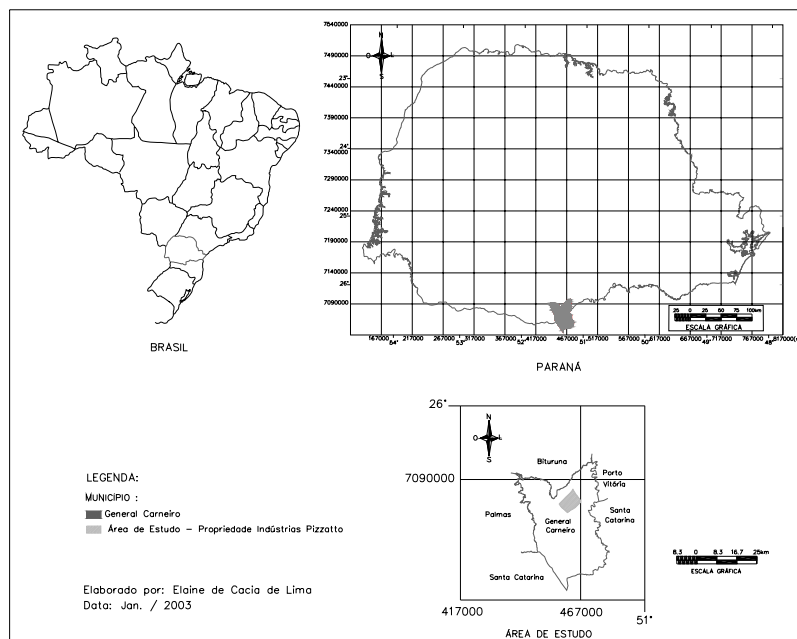 BRASIL
N
O L
S
7540000
7490000
23°
7440000
7390000
24°
7340000
7290000
7240000
25°
7190000
7140000
26°
7090000
25 0 25 50 75 100km
ESCALA GRÁFICA
167000 54° 217000 53° 317000 367000 52° 417000 467000 51° 517000 567000 50° 617000 667000 49° 717000 767000 48° 817000
PARANÁ
26°
N
O L
S
7090000
Bituruna
Porto
Vitória
Palmas
General
Carneiro
Santa
Catarina
Santa Catarina
417000 467000 51°
ÁREA DE ESTUDO
8.3 0 8.3 16.7 25km
ESCALA GRÁFICA
LEGENDA:
MUNICÍPIO :
General Carneiro
Área de Estudo – Propriedade Indústrias Pizzatto
Elaborado por: Elaine de Cacia de Lima
Data: Jan. / 2003